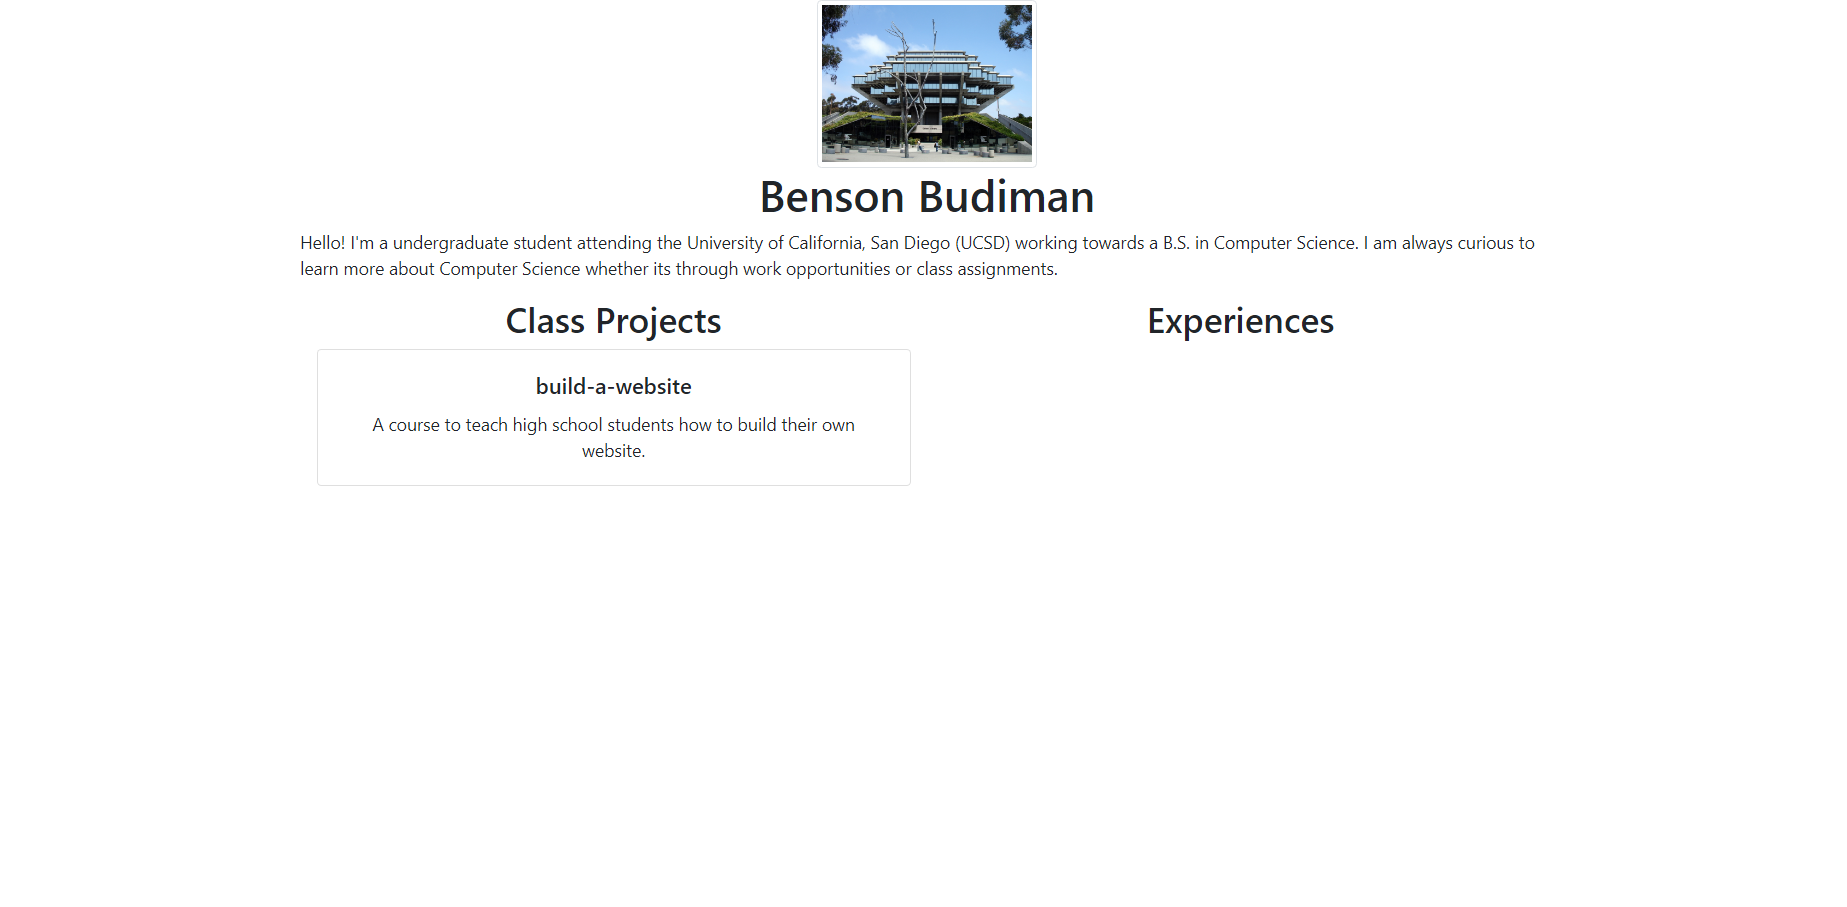 Benson Budiman
Hello! I'm a undergraduate student attending the University of California, San Diego (UCSD) working towards a B.S. in Computer Science. I am always curious to
learn more about Computer Science whether its through work opportunities or class assignments.
Class Projects
Experiences
build-a-website
A course to teach high school students how to build their own
website.